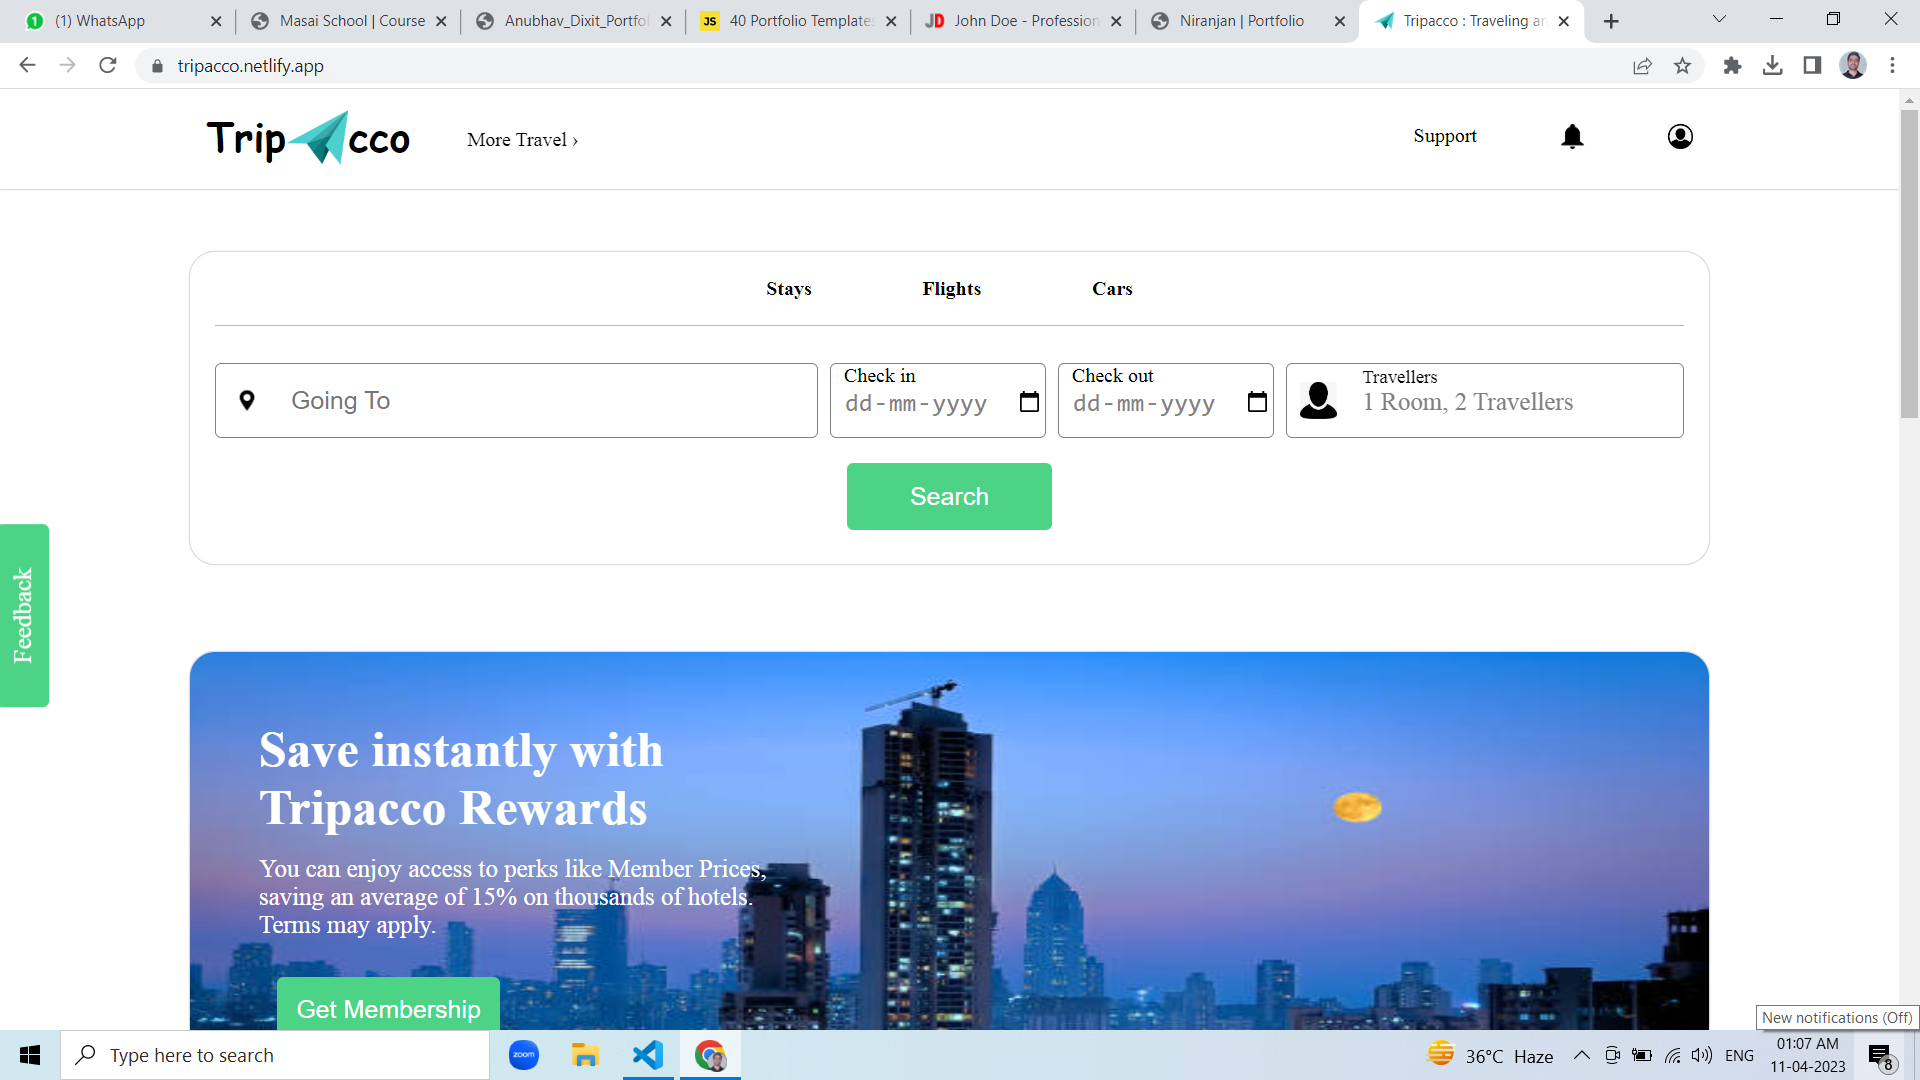 (1) WhatsApp
Masai School | Course
Anubhav_Dixit_Portfol
JS 40 Portfolio Templates
JD John Doe - Profession
Niranjan | Portfolio
Tripacco : Traveling an
tripacco.netlify.app
Trip cco
More Travel ›
Support
Stays Flights Cars
Going To
Check in
dd-mm-yyyy
Check out
dd-mm-yyyy
Travellers
1 Room, 2 Travellers
Search
Feedback
Save instantly with
Tripacco Rewards
You can enjoy access to perks like Member Prices,
saving an average of 15% on thousands of hotels.
Terms may apply.
Get Membership
New notifications (Off)
Type here to search
zoom
36°C Haze
ENG
01:07 AM
11-04-2023
8